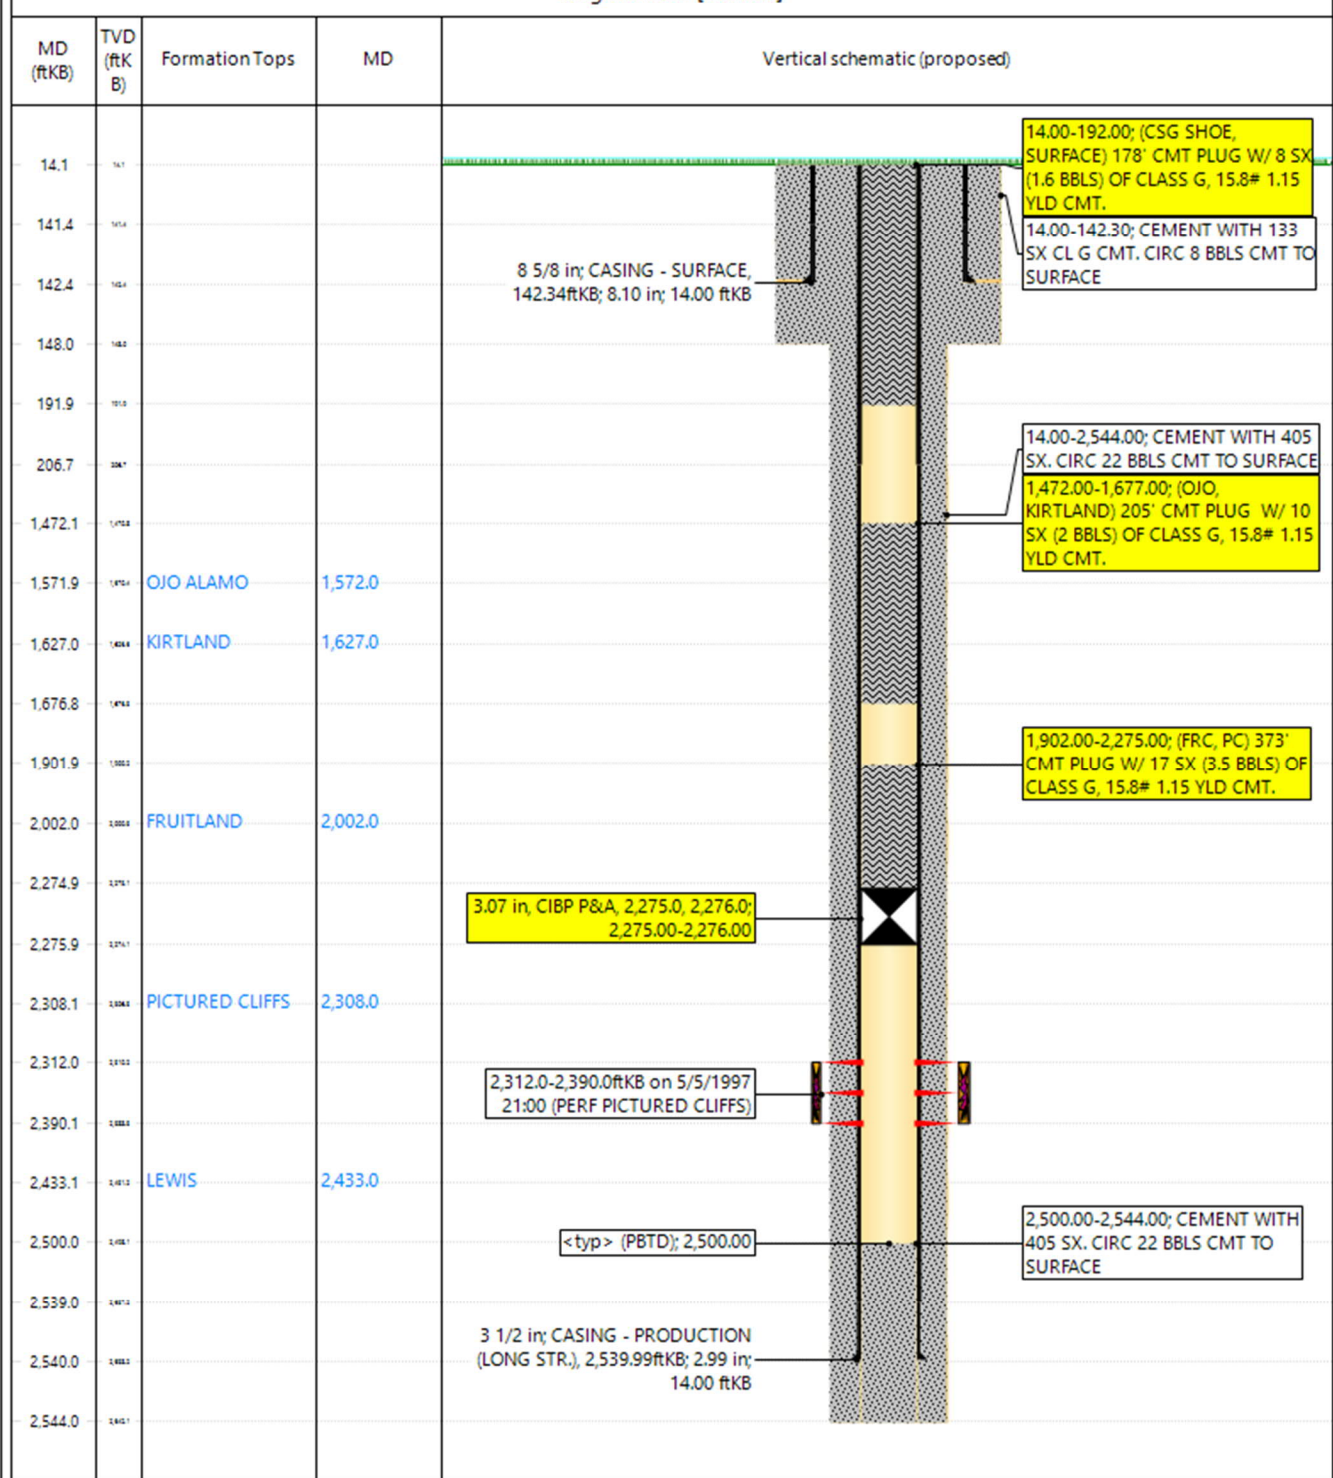 MD
(ftKB)
TVD
(ftK
B)
Formation Tops
MD
Vertical schematic (proposed)
14.1
141.4
142.4
148.0
191.9
206.7
1,472.1
1,571.9
1,627.0
1,676.8
1,901.9
2,002.0
2,274.9
2,275.9
2,308.1
2,312.0
2,390.1
2,433.1
2,500.0
2,539.0
2,540.0
2,544.0
OJO ALAMO
1,572.0
KIRTLAND
1,627.0
FRUITLAND
2,002.0
PICTURED CLIFFS
2,308.0
LEWIS
2,433.0
8 5/8 in; CASING - SURFACE,
142.34ftKB; 8.10 in; 14.00 ftKB
14.00-192.00; (CSG SHOE,
SURFACE) 178' CMT PLUG W/ 8 SX
(1.6 BBLS) OF CLASS G, 15.8# 1.15
YLD CMT.
14.00-142.30; CEMENT WITH 133
SX CL G CMT. CIRC 8 BBLS CMT TO
SURFACE
14.00-2,544.00; CEMENT WITH 405
SX. CIRC 22 BBLS CMT TO SURFACE
1,472.00-1,677.00; (OJO,
KIRTLAND) 205' CMT PLUG W/ 10
SX (2 BBLS) OF CLASS G, 15.8# 1.15
YLD CMT.
1,902.00-2,275.00; (FRC, PC) 373'
CMT PLUG W/ 17 SX (3.5 BBLS) OF
CLASS G, 15.8# 1.15 YLD CMT.
3.07 in, CIBP P&A, 2,275.0, 2,276.0;
2,275.00-2,276.00
2,312.0-2,390.0ftKB on 5/5/1997
21:00 (PERF PICTURED CLIFFS)
<typ> (PBTD); 2,500.00
2,500.00-2,544.00; CEMENT WITH
405 SX. CIRC 22 BBLS CMT TO
SURFACE
3 1/2 in; CASING - PRODUCTION
(LONG STR.), 2,539.99ftKB; 2.99 in;
14.00 ftKB